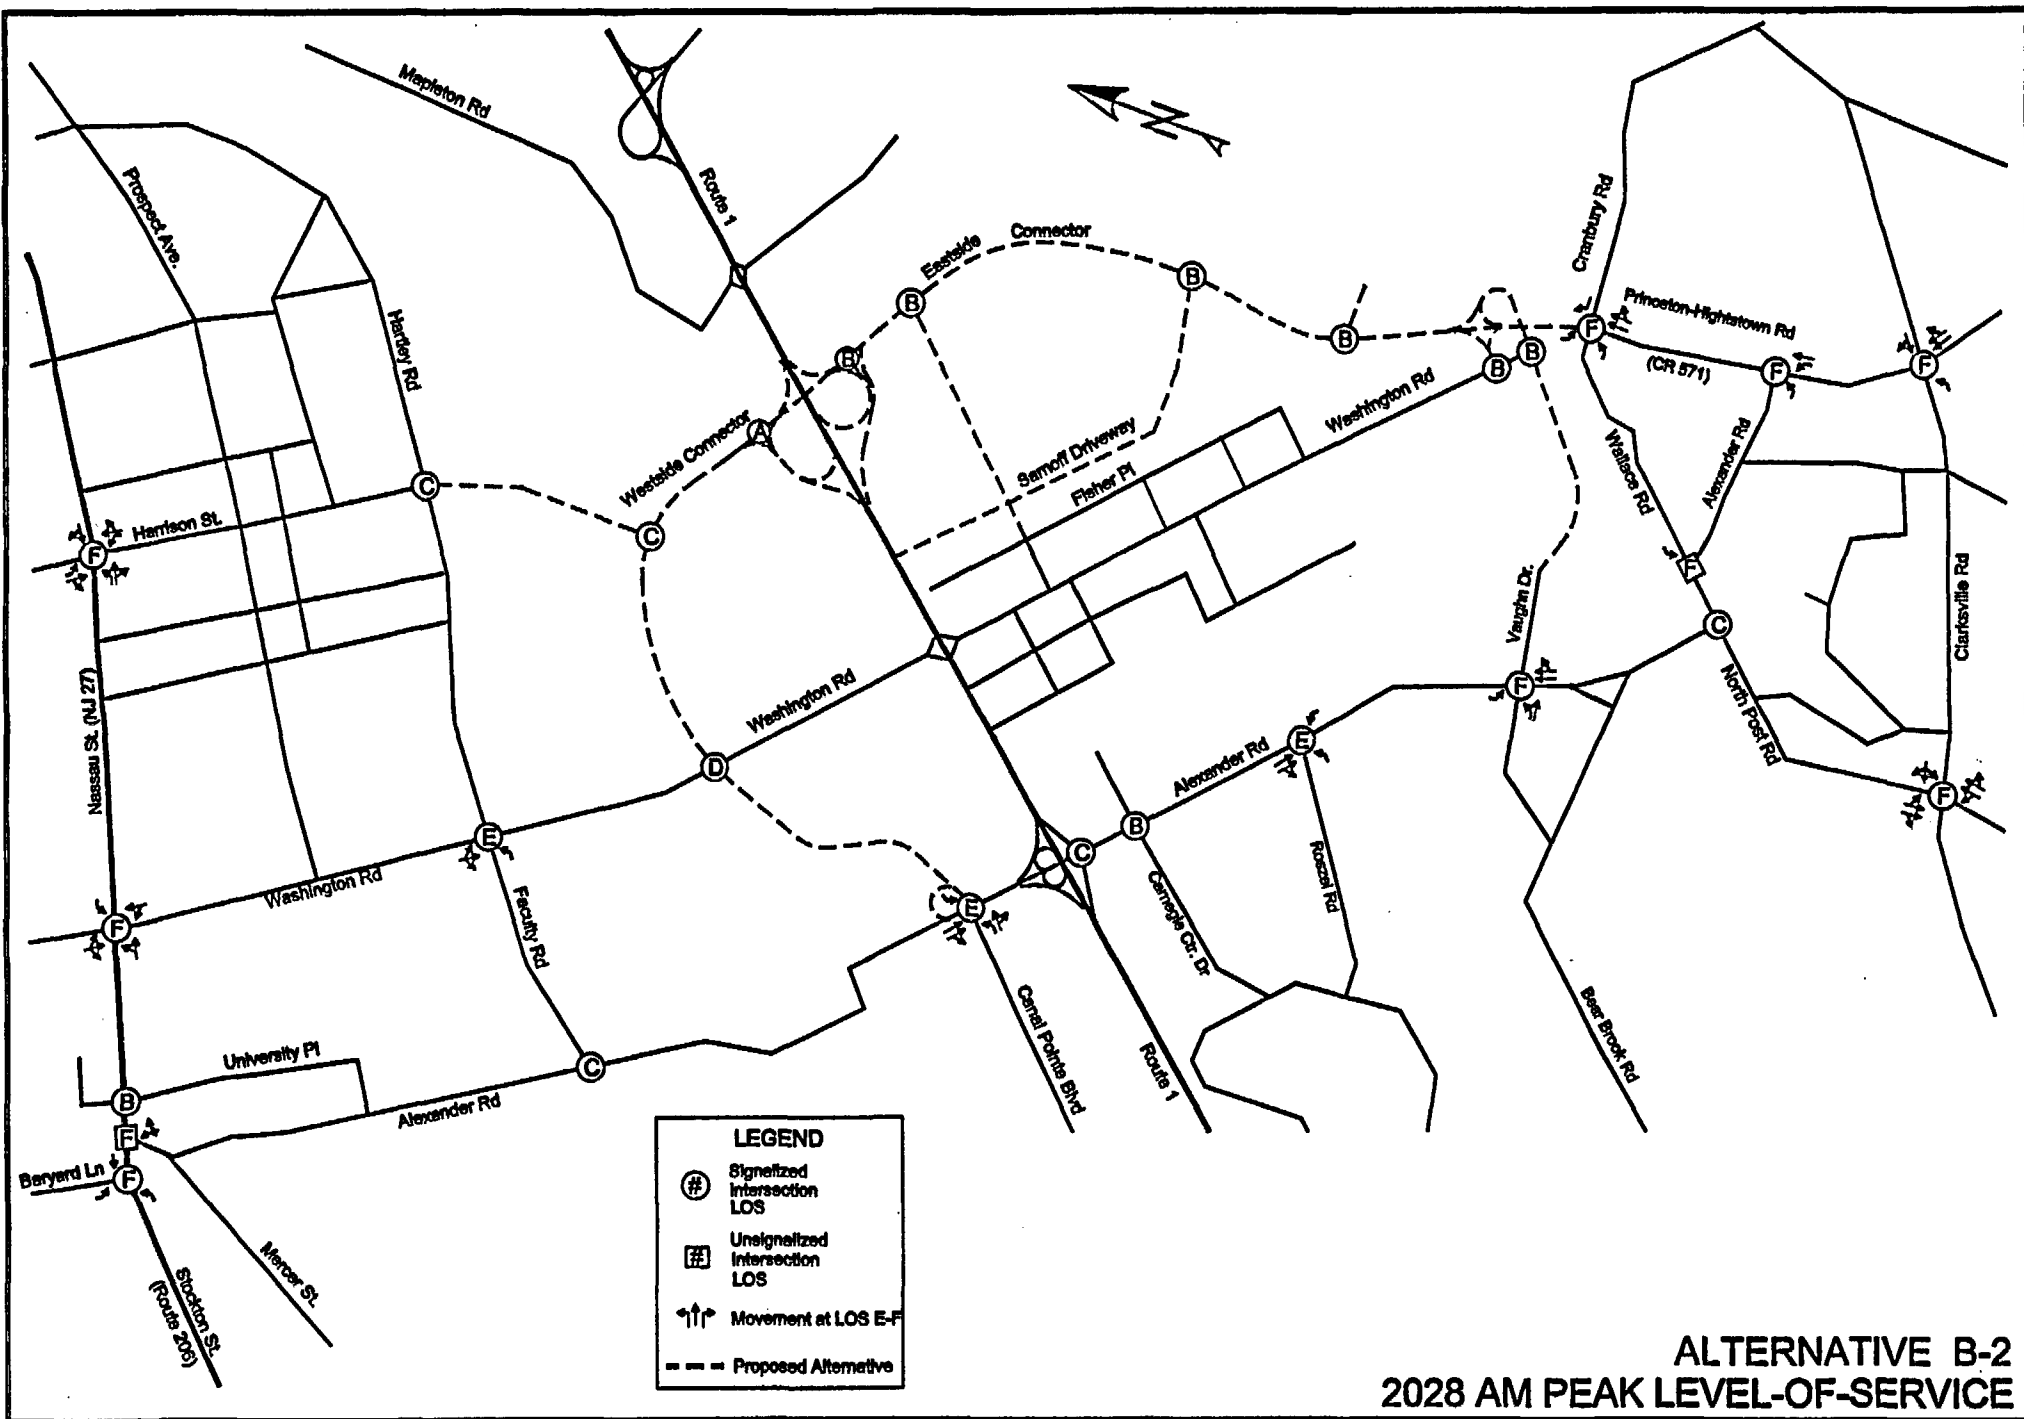 Mapleton Rd
Prospect Ave.
Route 1
Eastside
Connector
Cranbury Rd
Princeton-Hightstown Rd
(CR 571)
Hartley Rd
Westside Connector
Sarnoff Driveway
Fisher Pl
Washington Rd
Alexander Rd
Wallace Rd
Harrison St.
Clarksville Rd
Vaughn Dr.
North Post Rd
Nassau St. (NJ 27)
Washington Rd
Alexander Rd
Washington Rd
Faculty Rd
Roszel Rd
Carnegie Ctr. Dr
Canal Pointe Blvd
Route 1
Bear Brook Rd
University Pl
Alexander Rd
Baryard Ln
Mercer St.
Stockton St.
(Route 206)
B
B
B
B
B
B
F
F
F
A
C
C
F
F
C
F
D
E
F
E
F
B
C
E
C
B
F
F
LEGEND
# Signalized
Intersection
LOS
# Unsignalized
Intersection
LOS
Movement at LOS E-F
Proposed Alternative
ALTERNATIVE B-2
2028 AM PEAK LEVEL-OF-SERVICE
N